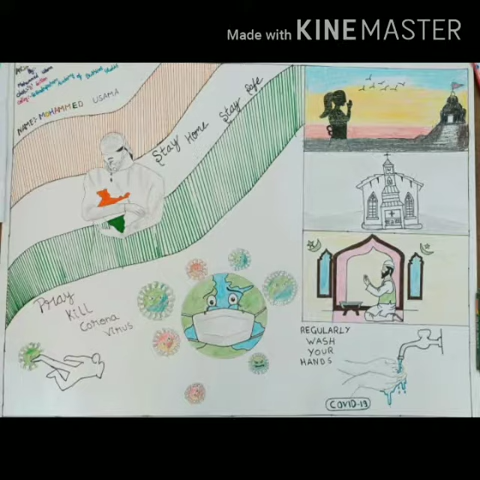 Made with KINEMASTER
NAME:- MOHAMMED USAMA
Stay Home Stay Safe
Pray
Kill
Corona
Virus
REGULARLY
WASH
YOUR
HANDS
COVID-19